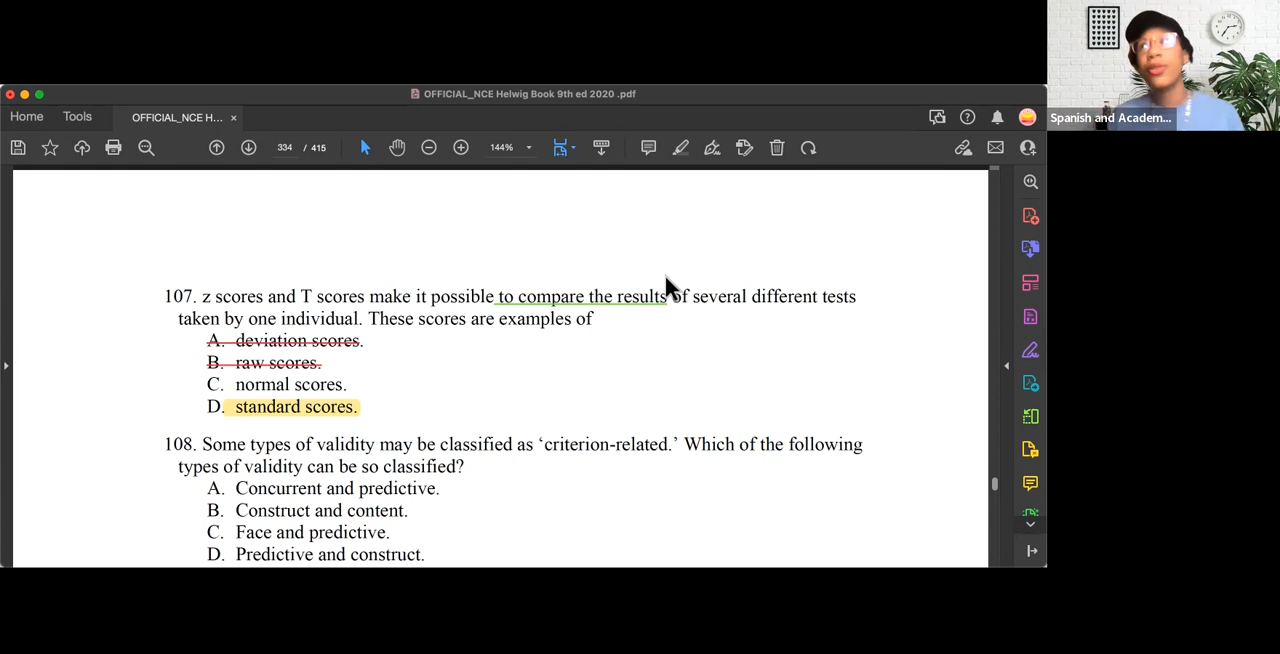 OFFICIAL_NCE Helwig Book 9th ed 2020 .pdf
Home Tools OFFICIAL_NCE H... ×
334 / 415 144%
Spanish and Academ...
107. z scores and T scores make it possible to compare the results of several different tests
taken by one individual. These scores are examples of
A. deviation scores.
B. raw scores.
C. normal scores.
D. standard scores.
108. Some types of validity may be classified as ‘criterion-related.’ Which of the following
types of validity can be so classified?
A. Concurrent and predictive.
B. Construct and content.
C. Face and predictive.
D. Predictive and construct.